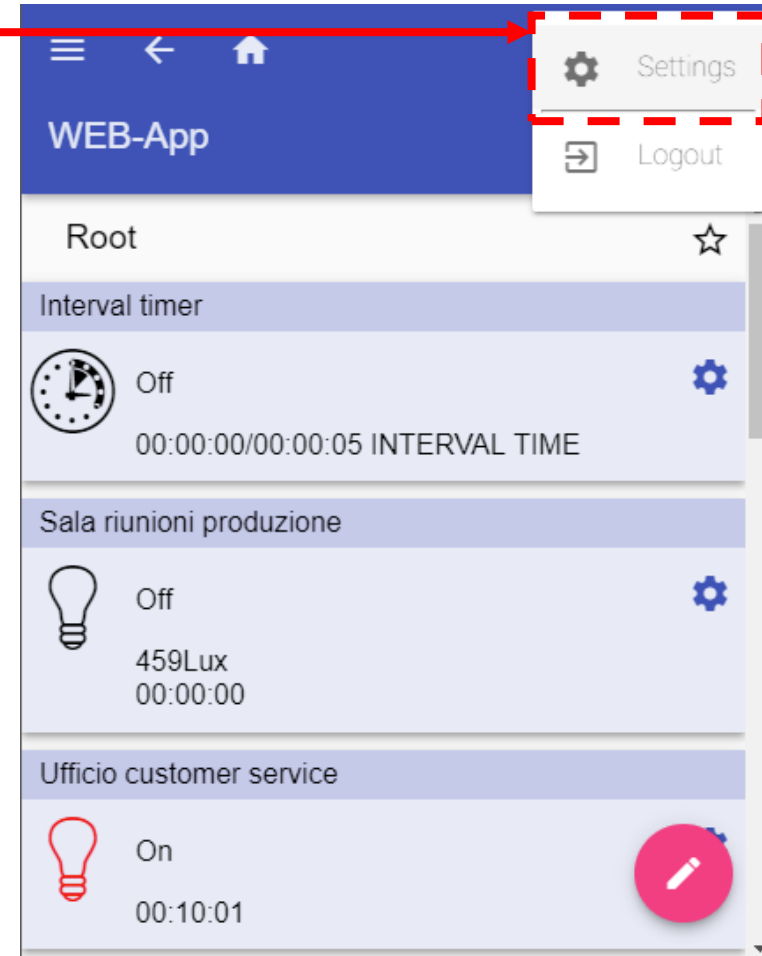 Settings
WEB-App
Logout
Root
Interval timer
Off
00:00:00/00:00:05 INTERVAL TIME
Sala riunioni produzione
Off
459Lux
00:00:00
Ufficio customer service
On
00:10:01